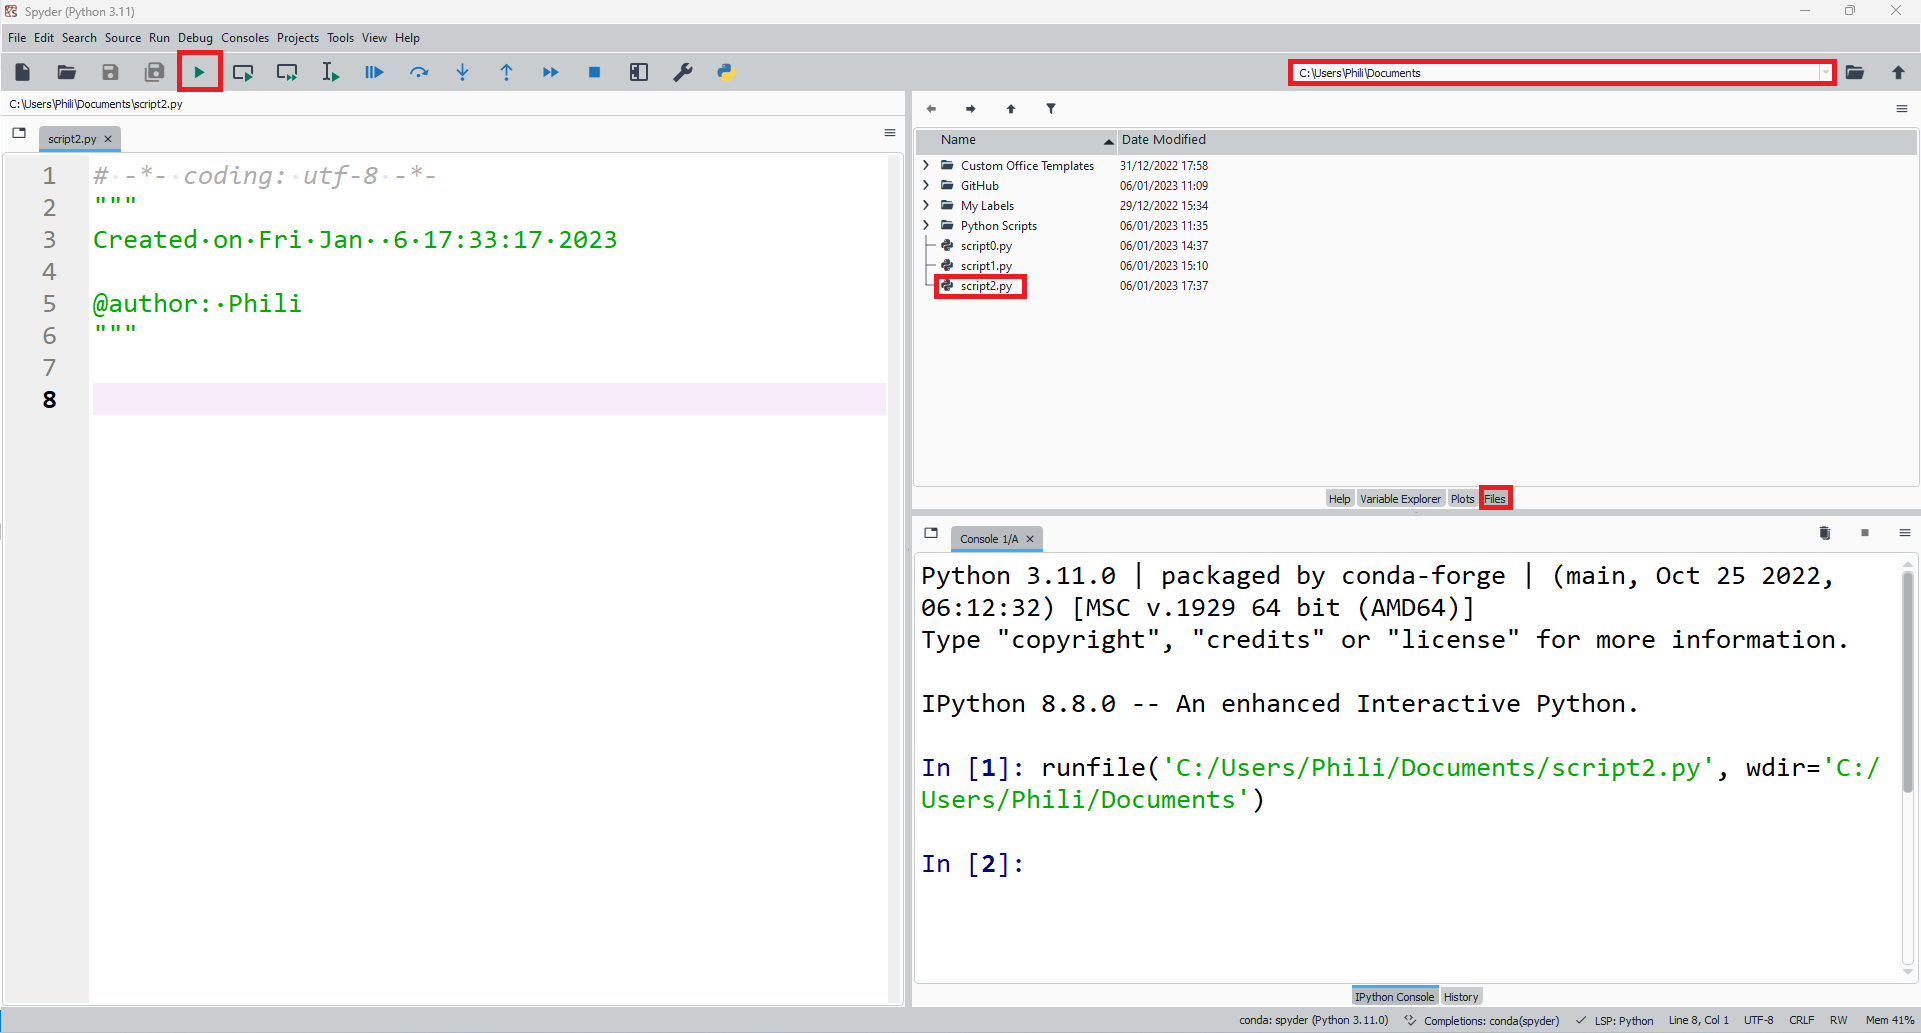 Spyder (Python 3.11)
File Edit Search Source Run Debug Consoles Projects Tools View Help
C:\Users\Phili\Documents
C:\Users\Phili\Documents\script2.py
script2.py
1 # -*- coding: utf-8 -*-
2 """
3 Created on Fri Jan  6 17:33:17 2023
4
5 @author: Phili
6 """
7
8
Name Date Modified
Custom Office Templates 31/12/2022 17:58
GitHub 06/01/2023 11:09
My Labels 29/12/2022 15:34
Python Scripts 06/01/2023 11:35
script0.py 06/01/2023 14:37
script1.py 06/01/2023 15:10
script2.py 06/01/2023 17:37
Help Variable Explorer Plots Files
Console 1/A
Python 3.11.0 | packaged by conda-forge | (main, Oct 25 2022,
06:12:32) [MSC v.1929 64 bit (AMD64)]
Type "copyright", "credits" or "license" for more information.
IPython 8.8.0 -- An enhanced Interactive Python.
In [1]: runfile('C:/Users/Phili/Documents/script2.py', wdir='C:/
Users/Phili/Documents')
In [2]:
IPython Console History
conda: spyder (Python 3.11.0) Completions: conda(spyder) LSP: Python Line 8, Col 1 UTF-8 CRLF RW Mem 41%